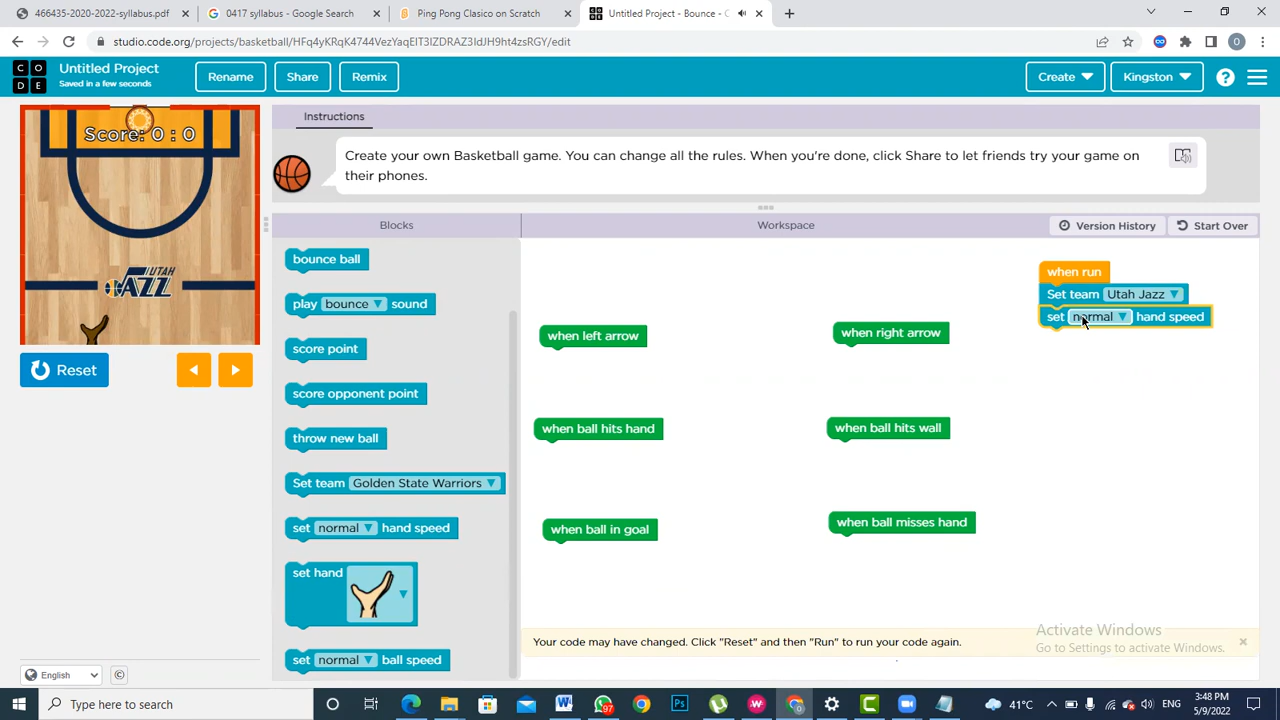 466435-2020-2022-syllabus.pdf
0417 syllabus - Google Search
Ping Pong Clasico on Scratch
Untitled Project - Bounce - C
studio.code.org/projects/basketball/HFq4yKRqK4744VezYaqEIT3IZDRAZ3IdJH9ht4zsRGY/edit
O
C O
D E
Untitled Project
Saved in a few seconds
Rename
Share
Remix
Create
Kingston
?
Score: 0 : 0
UTAH
JAZZ
Reset
Instructions
Create your own Basketball game. You can change all the rules. When you're done, click Share to let friends try your game on
their phones.
Blocks
Workspace
Version History
Start Over
bounce ball
play bounce sound
score point
score opponent point
throw new ball
Set team Golden State Warriors
set normal hand speed
set hand
set normal ball speed
when run
Set team Utah Jazz
set normal hand speed
when left arrow
when right arrow
when ball hits hand
when ball hits wall
when ball in goal
when ball misses hand
Your code may have changed. Click "Reset" and then "Run" to run your code again.
Activate Windows
Go to Settings to activate Windows.
English
©
Type here to search
97
41°C
3:48 PM
5/9/2022